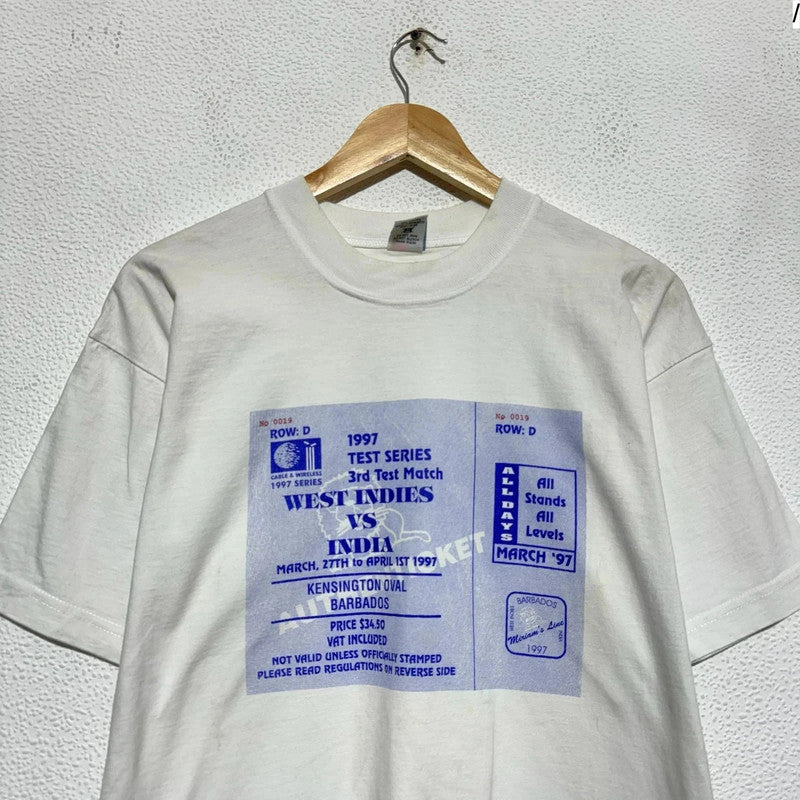 No 0019
ROW: D
CABLE & WIRELESS
1997 SERIES
1997
TEST SERIES
3rd Test Match
WEST INDIES
VS
INDIA
MARCH, 27TH to APRIL 1ST 1997
KENSINGTON OVAL
BARBADOS
PRICE $34.50
VAT INCLUDED
NOT VALID UNLESS OFFICIALLY STAMPED
PLEASE READ REGULATIONS ON REVERSE SIDE
No 0019
ROW: D
ALL DAYS
All
Stands
All
Levels
MARCH '97
BARBADOS
Miriam's Line
1997